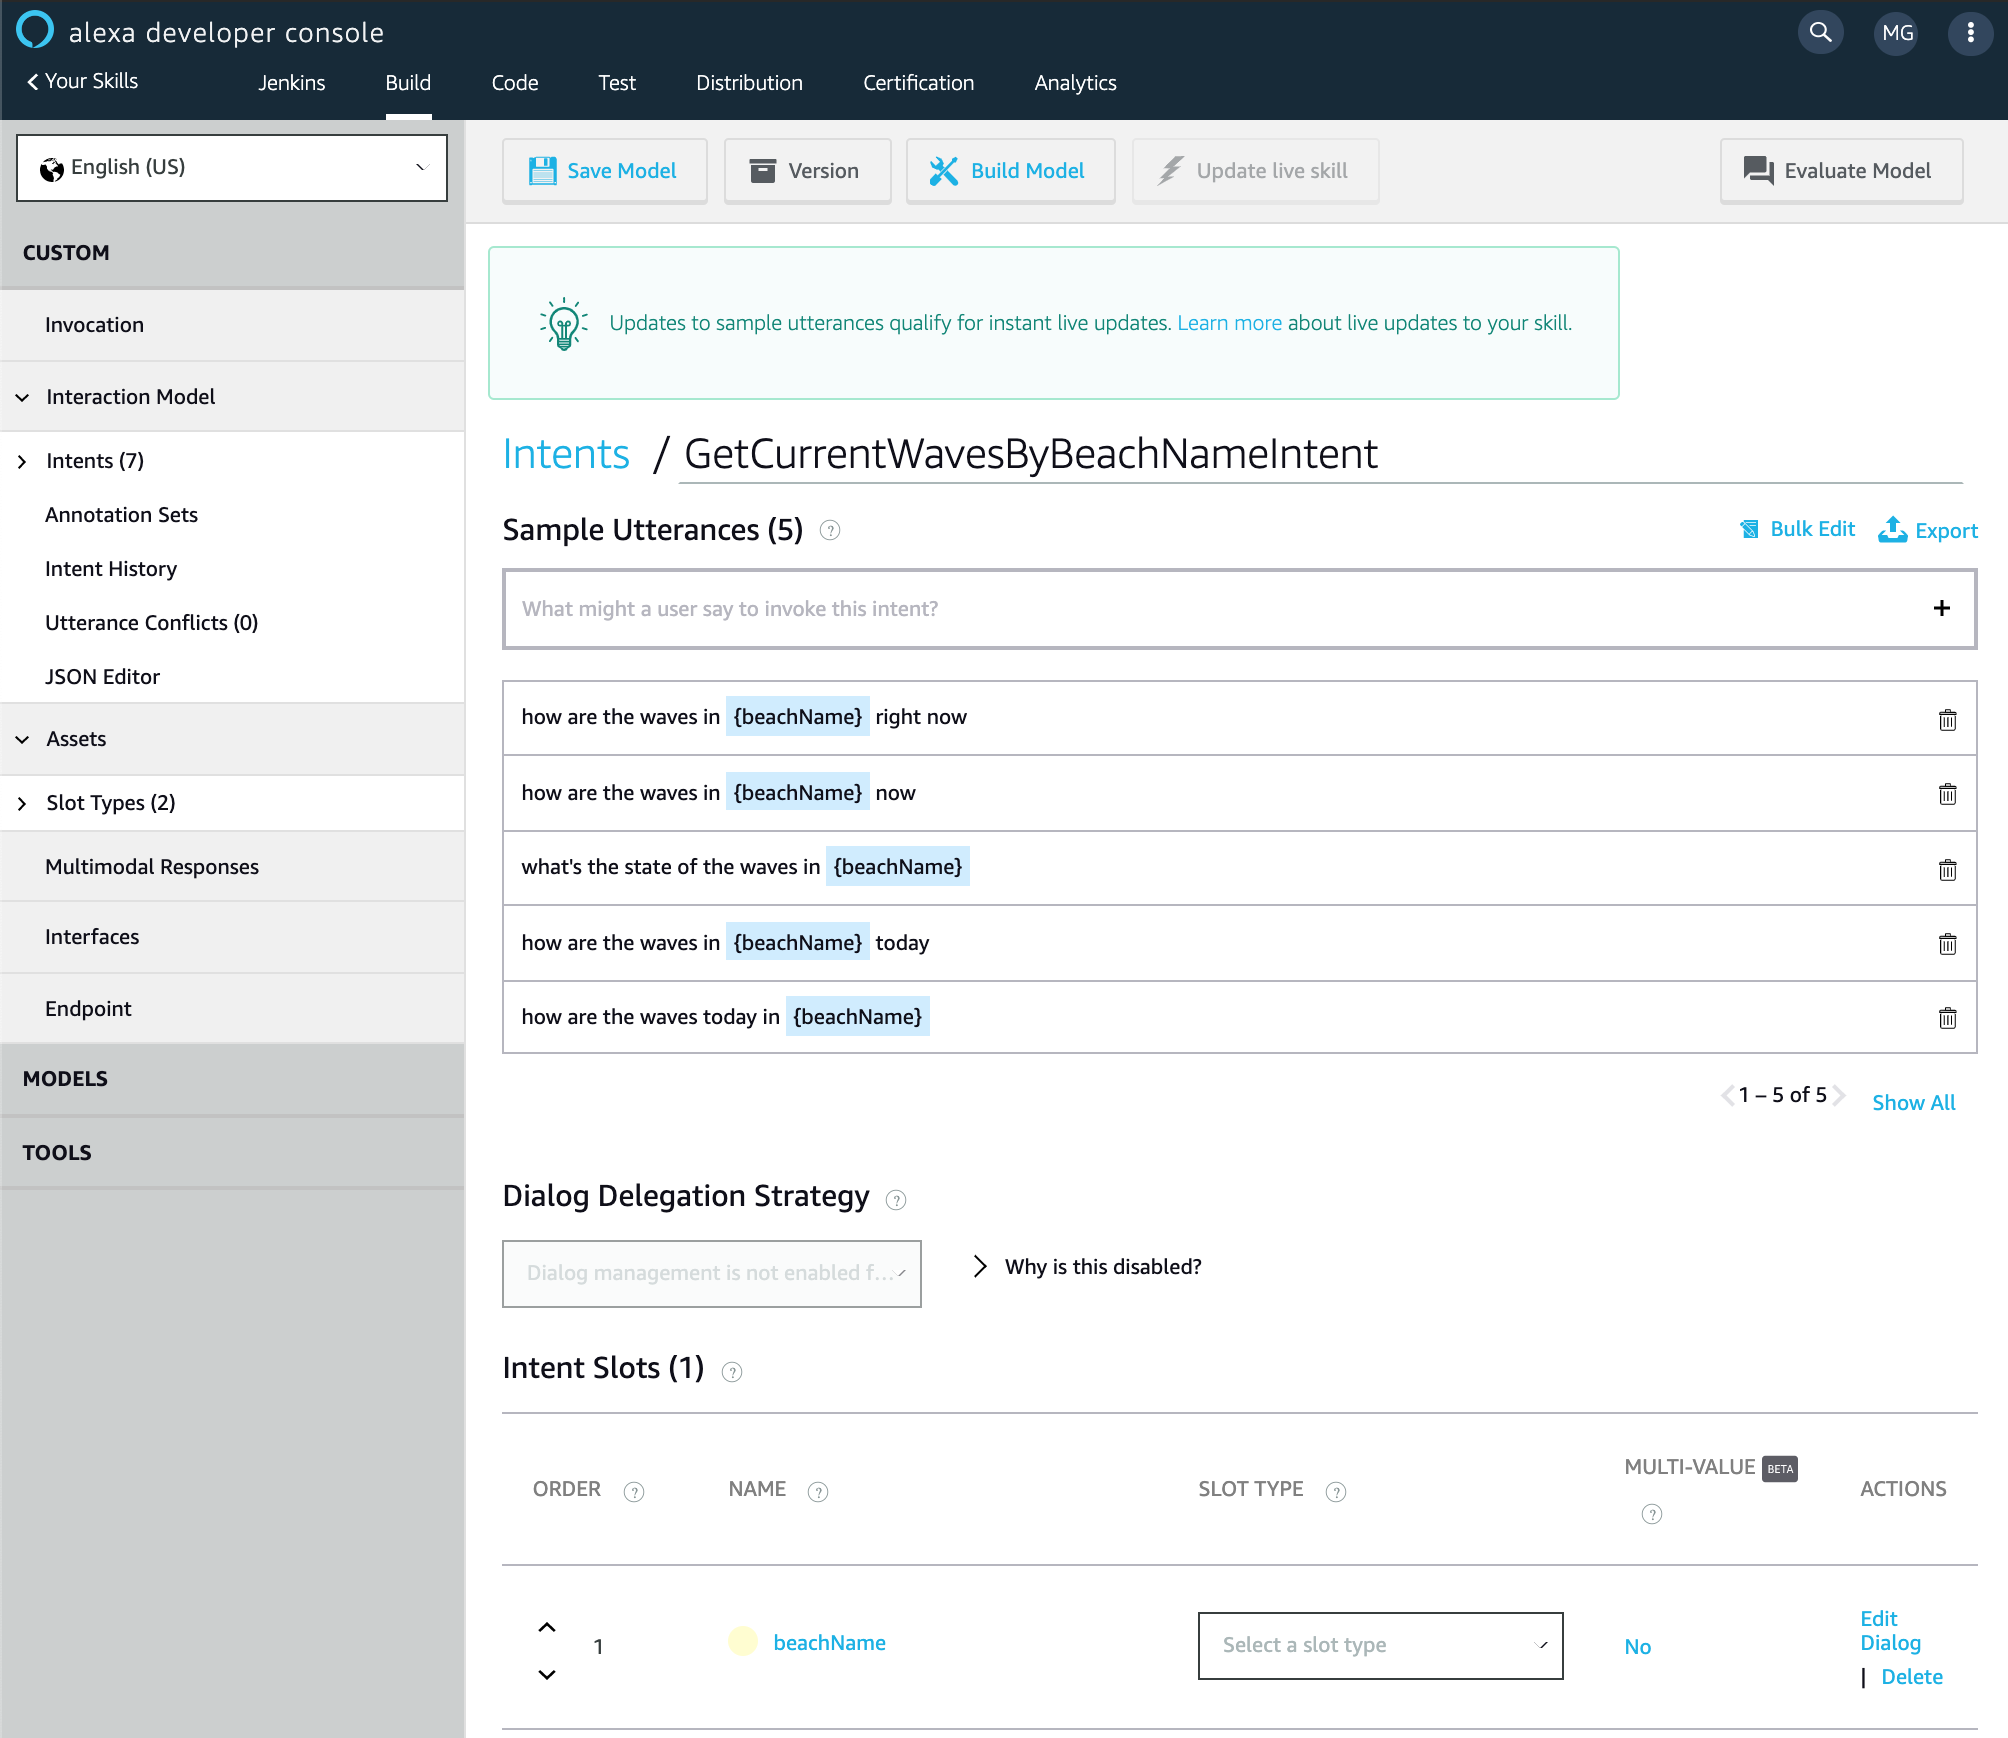 alexa developer console
MG
Your Skills
Jenkins
Build
Code
Test
Distribution
Certification
Analytics
English (US)
Save Model
Version
Build Model
Update live skill
Evaluate Model
CUSTOM
Invocation
Interaction Model
Intents (7)
Annotation Sets
Intent History
Utterance Conflicts (0)
JSON Editor
Assets
Slot Types (2)
Multimodal Responses
Interfaces
Endpoint
MODELS
TOOLS
Updates to sample utterances qualify for instant live updates. Learn more about live updates to your skill.
Intents / GetCurrentWavesByBeachNameIntent
Sample Utterances (5) ?
Bulk Edit
Export
What might a user say to invoke this intent?
how are the waves in {beachName} right now
how are the waves in {beachName} now
what's the state of the waves in {beachName}
how are the waves in {beachName} today
how are the waves today in {beachName}
1 – 5 of 5
Show All
Dialog Delegation Strategy ?
Dialog management is not enabled f...
Why is this disabled?
Intent Slots (1) ?
ORDER ?
NAME ?
SLOT TYPE ?
MULTI-VALUE BETA
?
ACTIONS
1
beachName
Select a slot type
No
Edit
Dialog
| Delete